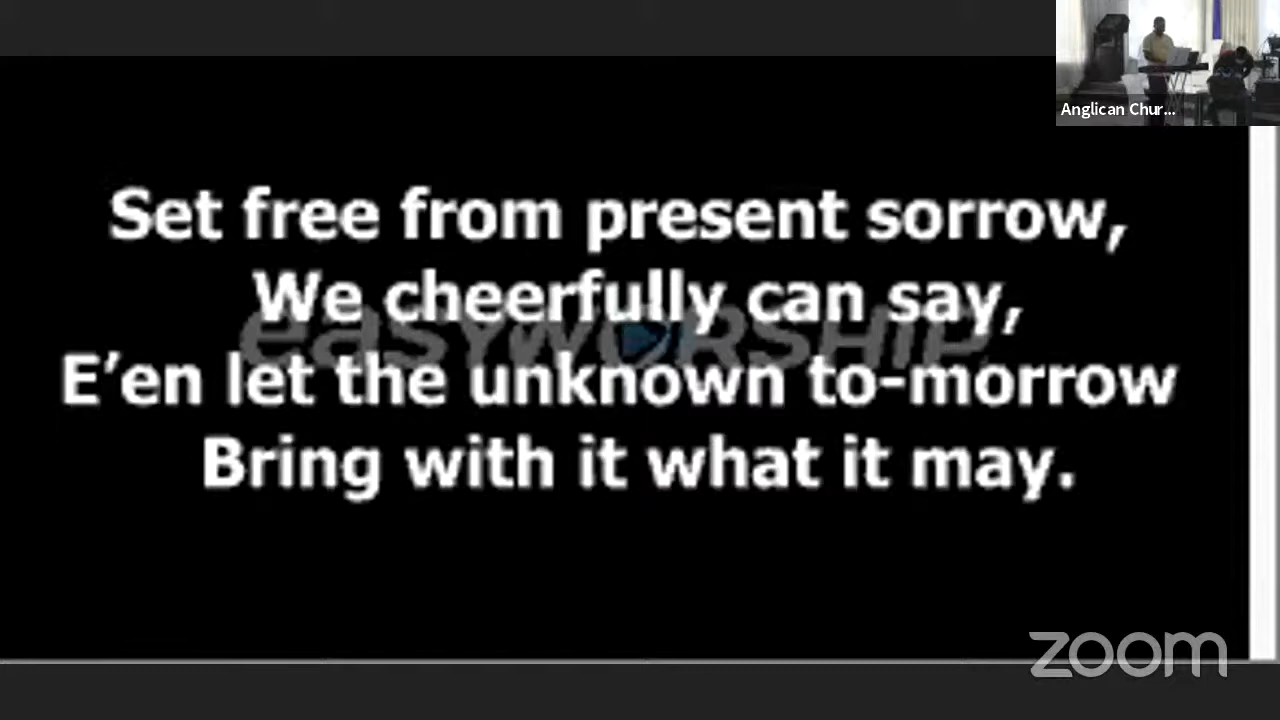 Anglican Chur...
Set free from present sorrow,
We cheerfully can say,
easyworship
E’en let the unknown to-morrow
Bring with it what it may.
zoom